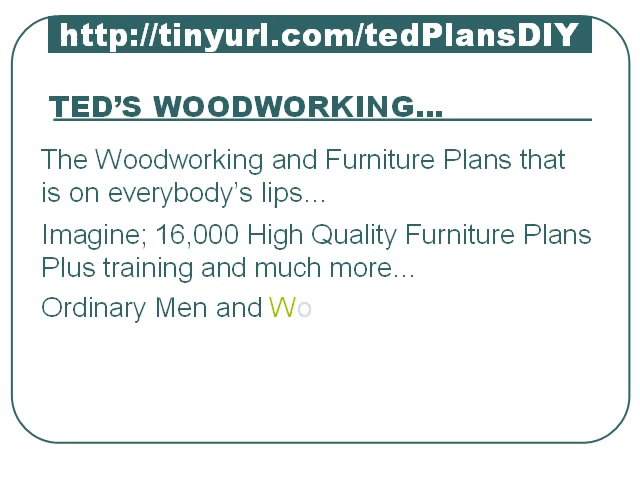 http://tinyurl.com/tedPlansDIY
TED’S WOODWORKING...
The Woodworking and Furniture Plans that
is on everybody’s lips...
Imagine; 16,000 High Quality Furniture Plans
Plus training and much more...
Ordinary Men and Wo